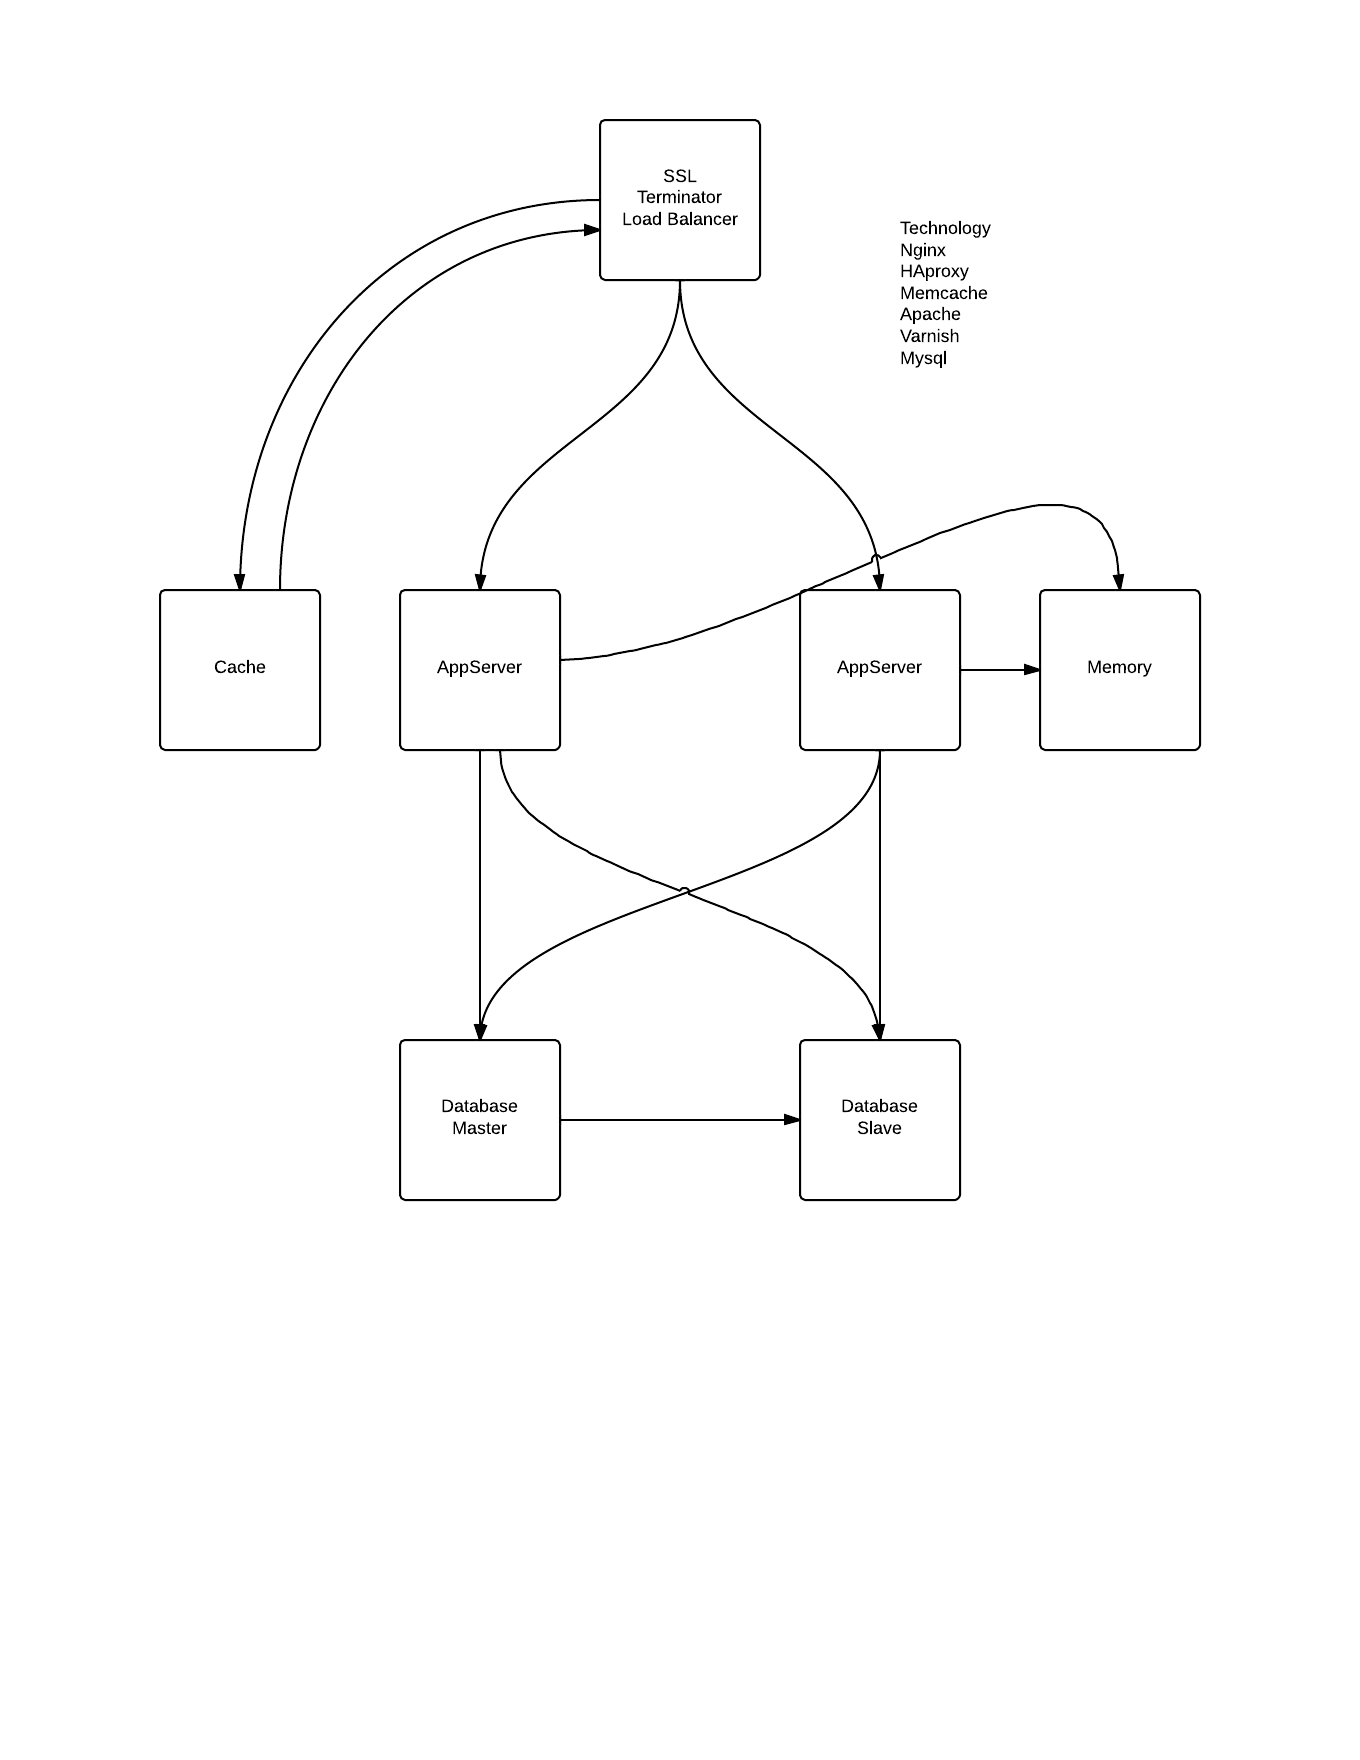 SSL
Terminator
Load Balancer
Technology
Nginx
HAproxy
Memcache
Apache
Varnish
Mysql
Cache
AppServer
AppServer
Memory
Database
Master
Database
Slave